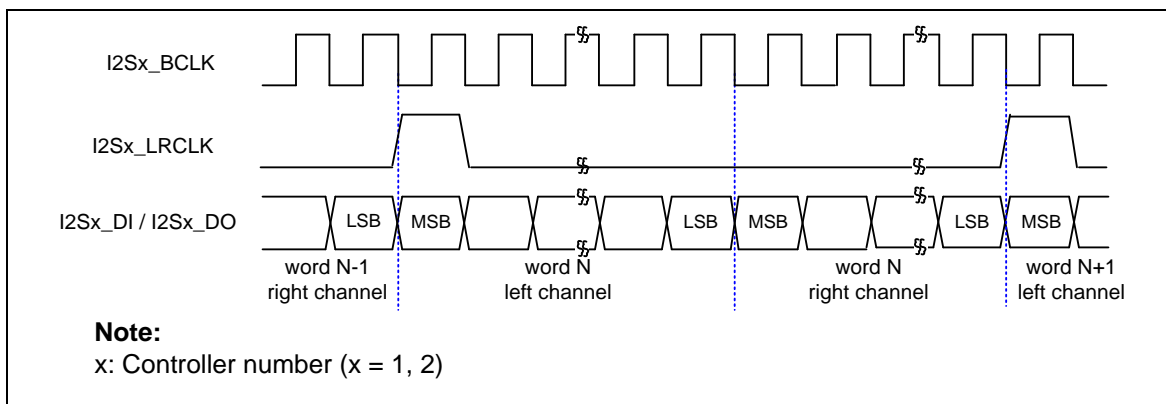 I2Sx_BCLK
I2Sx_LRCLK
I2Sx_DI / I2Sx_DO
LSB MSB LSB MSB LSB MSB
word N-1 word N word N word N+1
right channel left channel right channel left channel
Note:
x: Controller number (x = 1, 2)